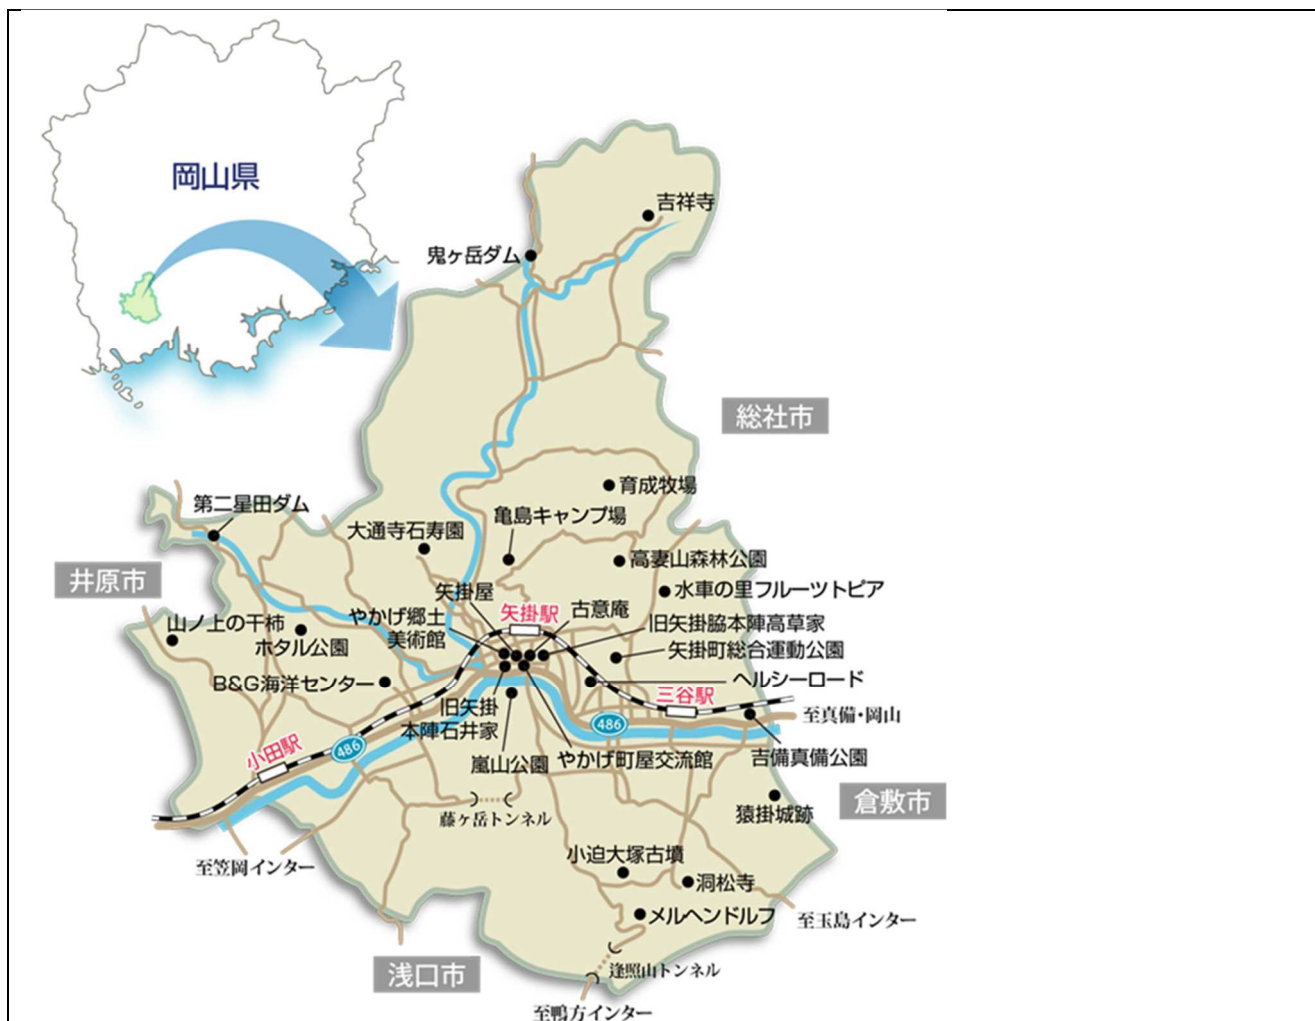 岡山県
吉祥寺
鬼ヶ岳ダム
総社市
育成牧場
第二星田ダム
亀島キャンプ場
大通寺石寿園
高妻山森林公園
井原市
水車の里フルーツトピア
矢掛屋
矢掛駅
古意庵
やかげ郷土
美術館
山ノ上の干柿
旧矢掛脇本陣高草家
ホタル公園
矢掛町総合運動公園
B&G海洋センター
ヘルシーロード
三谷駅
旧矢掛
本陣石井家
至真備・岡山
486
小田駅
486
嵐山公園
やかげ町屋交流館
吉備真備公園
倉敷市
藤ヶ岳トンネル
猿掛城跡
至笠岡インター
小迫大塚古墳
洞松寺
メルヘンドルフ
至玉島インター
浅口市
逢照山トンネル
至鴨方インター